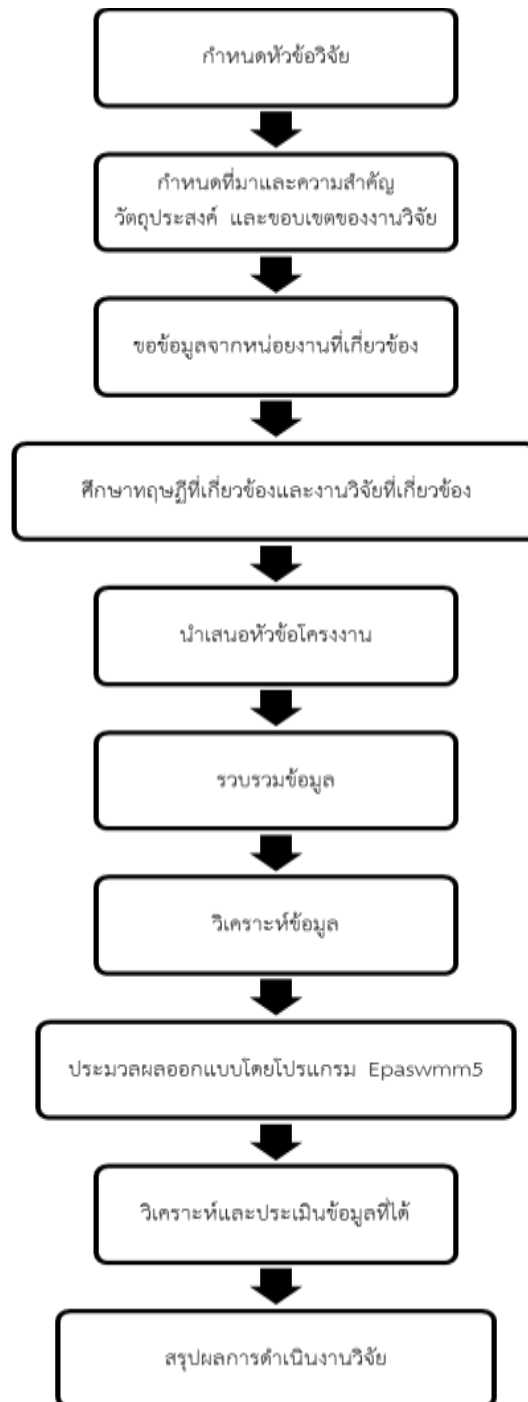 กำหนดหัวข้อวิจัย
กำหนดที่มาและความสำคัญ
วัตถุประสงค์ และขอบเขตของงานวิจัย
ขอข้อมูลจากหน่อยงานที่เกี่ยวข้อง
ศึกษาทฤษฎีที่เกี่ยวข้องและงานวิจัยที่เกี่ยวข้อง
นำเสนอหัวข้อโครงงาน
รวบรวมข้อมูล
วิเคราะห์ข้อมูล
ประมวลผลออกแบบโดยโปรแกรม Epaswmm5
วิเคราะห์และประเมินข้อมูลที่ได้
สรุปผลการดำเนินงานวิจัย